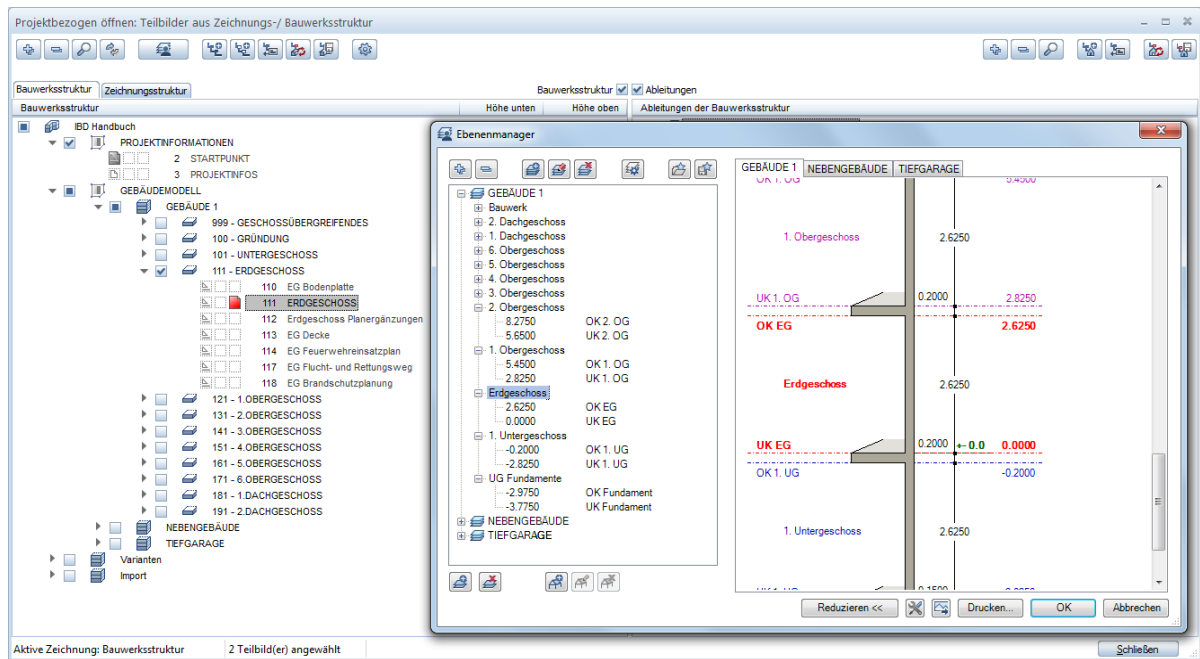 Projektbezogen öffnen: Teilbilder aus Zeichnungs-/ Bauwerksstruktur
Bauwerksstruktur Zeichnungsstruktur
Bauwerksstruktur Ableitungen
Bauwerksstruktur Höhe unten Höhe oben Ableitungen der Bauwerksstruktur
IBD Handbuch
PROJEKTINFORMATIONEN
2 STARTPUNKT
3 PROJEKTINFOS
GEBÄUDEMODELL
GEBÄUDE 1
999 - GESCHOSSÜBERGREIFENDES
100 - GRÜNDUNG
101 - UNTERGESCHOSS
111 - ERDGESCHOSS
110 EG Bodenplatte
111 ERDGESCHOSS
112 Erdgeschoss Planergänzungen
113 EG Decke
114 EG Feuerwehreinsatzplan
117 EG Flucht- und Rettungsweg
118 EG Brandschutzplanung
121 - 1.OBERGESCHOSS
131 - 2.OBERGESCHOSS
141 - 3.OBERGESCHOSS
151 - 4.OBERGESCHOSS
161 - 5.OBERGESCHOSS
171 - 6.OBERGESCHOSS
181 - 1.DACHGESCHOSS
191 - 2.DACHGESCHOSS
NEBENGEBÄUDE
TIEFGARAGE
Varianten
Import
Ebenenmanager
GEBÄUDE 1
Bauwerk
2. Dachgeschoss
1. Dachgeschoss
6. Obergeschoss
5. Obergeschoss
4. Obergeschoss
3. Obergeschoss
2. Obergeschoss
8.2750 OK 2. OG
5.6500 UK 2. OG
1. Obergeschoss
5.4500 OK 1. OG
2.8250 UK 1. OG
Erdgeschoss
2.6250 OK EG
0.0000 UK EG
1. Untergeschoss
-0.2000 OK 1. UG
-2.8250 UK 1. UG
UG Fundamente
-2.9750 OK Fundament
-3.7750 UK Fundament
NEBENGEBÄUDE
TIEFGARAGE
GEBÄUDE 1 NEBENGEBÄUDE TIEFGARAGE
OK 1. OG 5.4500
1. Obergeschoss 2.6250
UK 1. OG 0.2000 2.8250
OK EG 2.6250
Erdgeschoss 2.6250
UK EG 0.2000 +- 0.0 0.0000
OK 1. UG -0.2000
1. Untergeschoss 2.6250
Reduzieren << Drucken... OK Abbrechen
Aktive Zeichnung: Bauwerksstruktur 2 Teilbild(er) angewählt Schließen